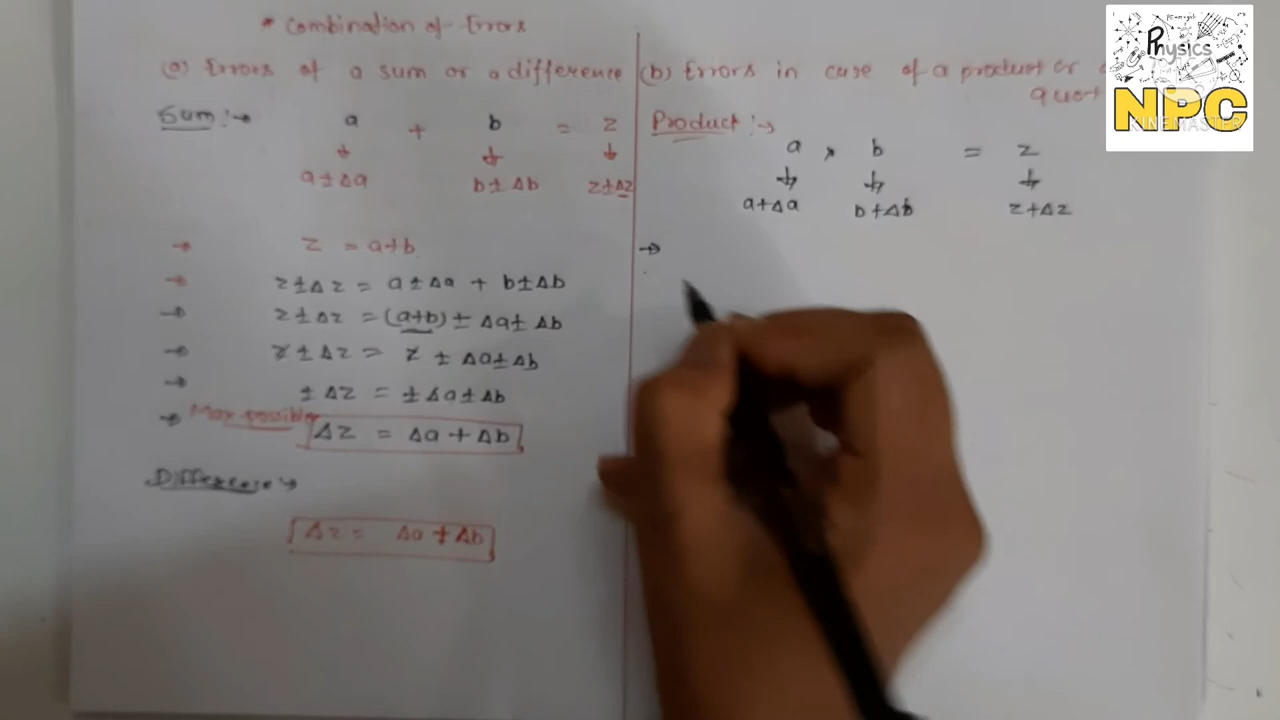 * Combination of Errors
(a) Errors of a sum or a difference
Sum :→ a + b = z
a ± Δa b ± Δb z ± Δz
→ z = a+b
→ z ± Δz = a ± Δa + b ± Δb
→ z ± Δz = (a+b) ± Δa ± Δb
→ z ± Δz = z ± Δa ± Δb
→ ± Δz = ± Δa ± Δb
→ Max possible Δz = Δa + Δb
Difference :→
Δz = Δa + Δb
(b) Errors in case of a product or
Product :→
a × b = z
a+Δa b+Δb z+Δz
→
Physics
NPC
KINEMASTER